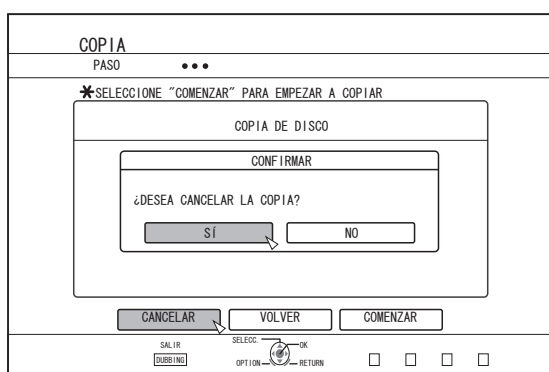 COPIA
PASO
*SELECCIONE "COMENZAR" PARA EMPEZAR A COPIAR
COPIA DE DISCO
CONFIRMAR
¿DESEA CANCELAR LA COPIA?
SÍ NO
CANCELAR VOLVER COMENZAR
SALIR SELECC. OK
DUBBING OPTION RETURN